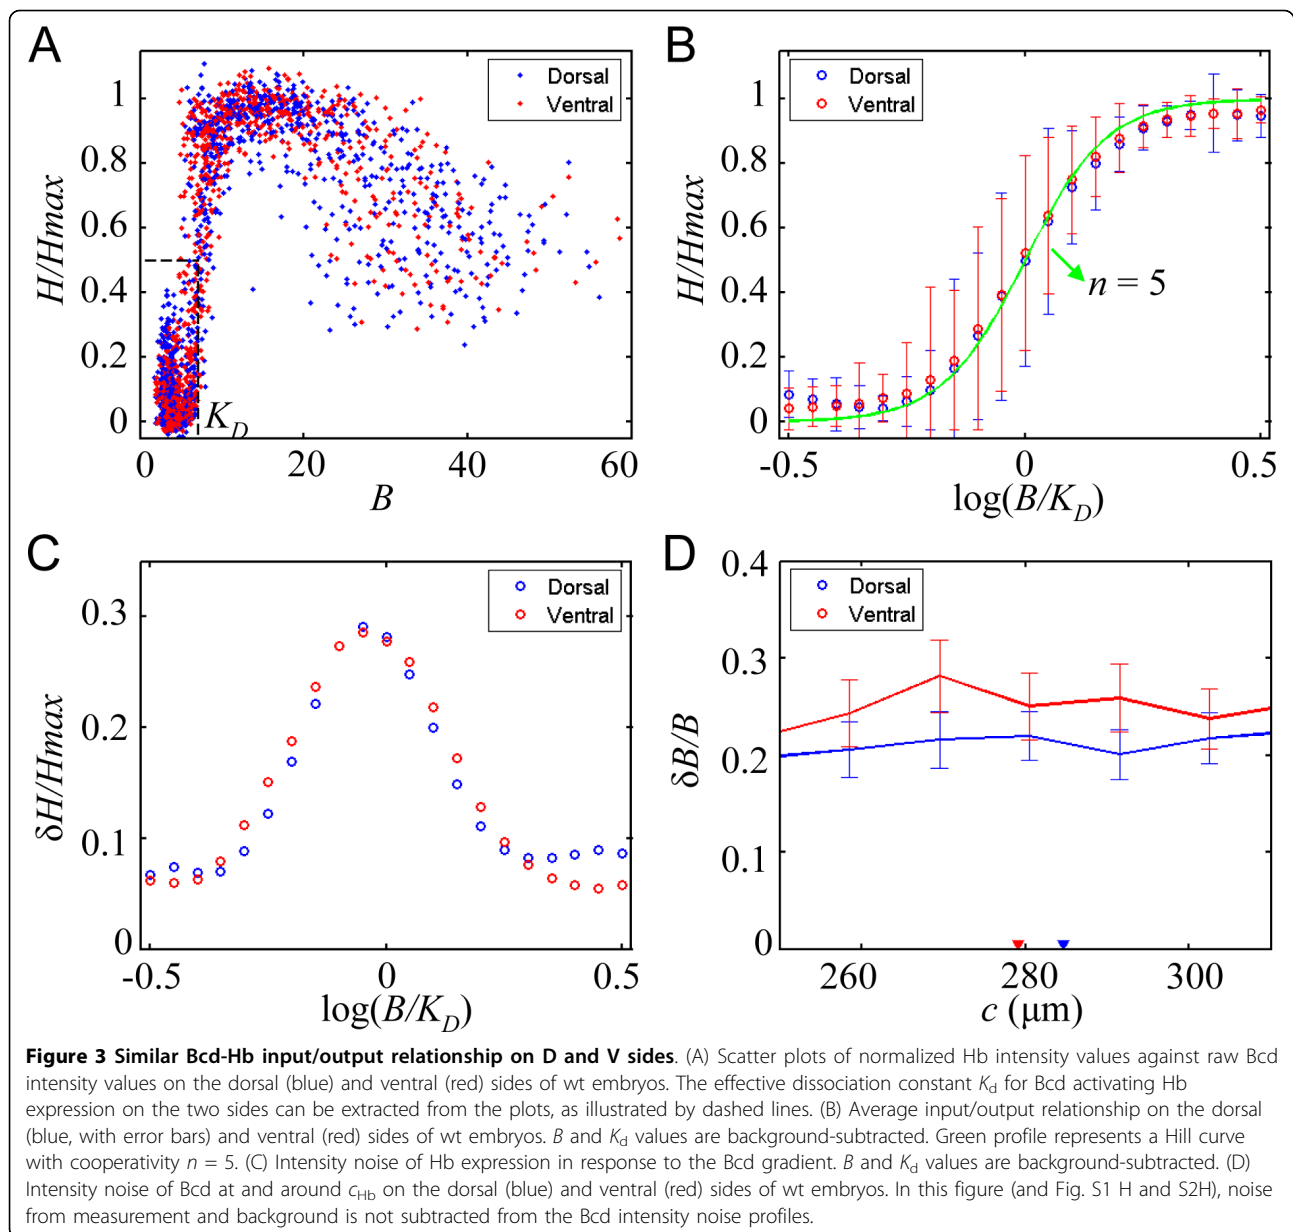 A
Dorsal
Ventral
H/Hmax
1
0.8
0.6
0.4
0.2
0
K_D
0 20 40 60
B
B
Dorsal
Ventral
H/Hmax
1
0.8
0.6
0.4
0.2
0
n = 5
-0.5 0 0.5
log(B/K_D)
C
Dorsal
Ventral
δH/Hmax
0.3
0.2
0.1
0
-0.5 0 0.5
log(B/K_D)
D
Dorsal
Ventral
δB/B
0.4
0.3
0.2
0.1
0
260 280 300
c (μm)
Figure 3 Similar Bcd-Hb input/output relationship on D and V sides. (A) Scatter plots of normalized Hb intensity values against raw Bcd
intensity values on the dorsal (blue) and ventral (red) sides of wt embryos. The effective dissociation constant K_d for Bcd activating Hb
expression on the two sides can be extracted from the plots, as illustrated by dashed lines. (B) Average input/output relationship on the dorsal
(blue, with error bars) and ventral (red) sides of wt embryos. B and K_d values are background-subtracted. Green profile represents a Hill curve
with cooperativity n = 5. (C) Intensity noise of Hb expression in response to the Bcd gradient. B and K_d values are background-subtracted. (D)
Intensity noise of Bcd at and around c_Hb on the dorsal (blue) and ventral (red) sides of wt embryos. In this figure (and Fig. S1 H and S2H), noise
from measurement and background is not subtracted from the Bcd intensity noise profiles.